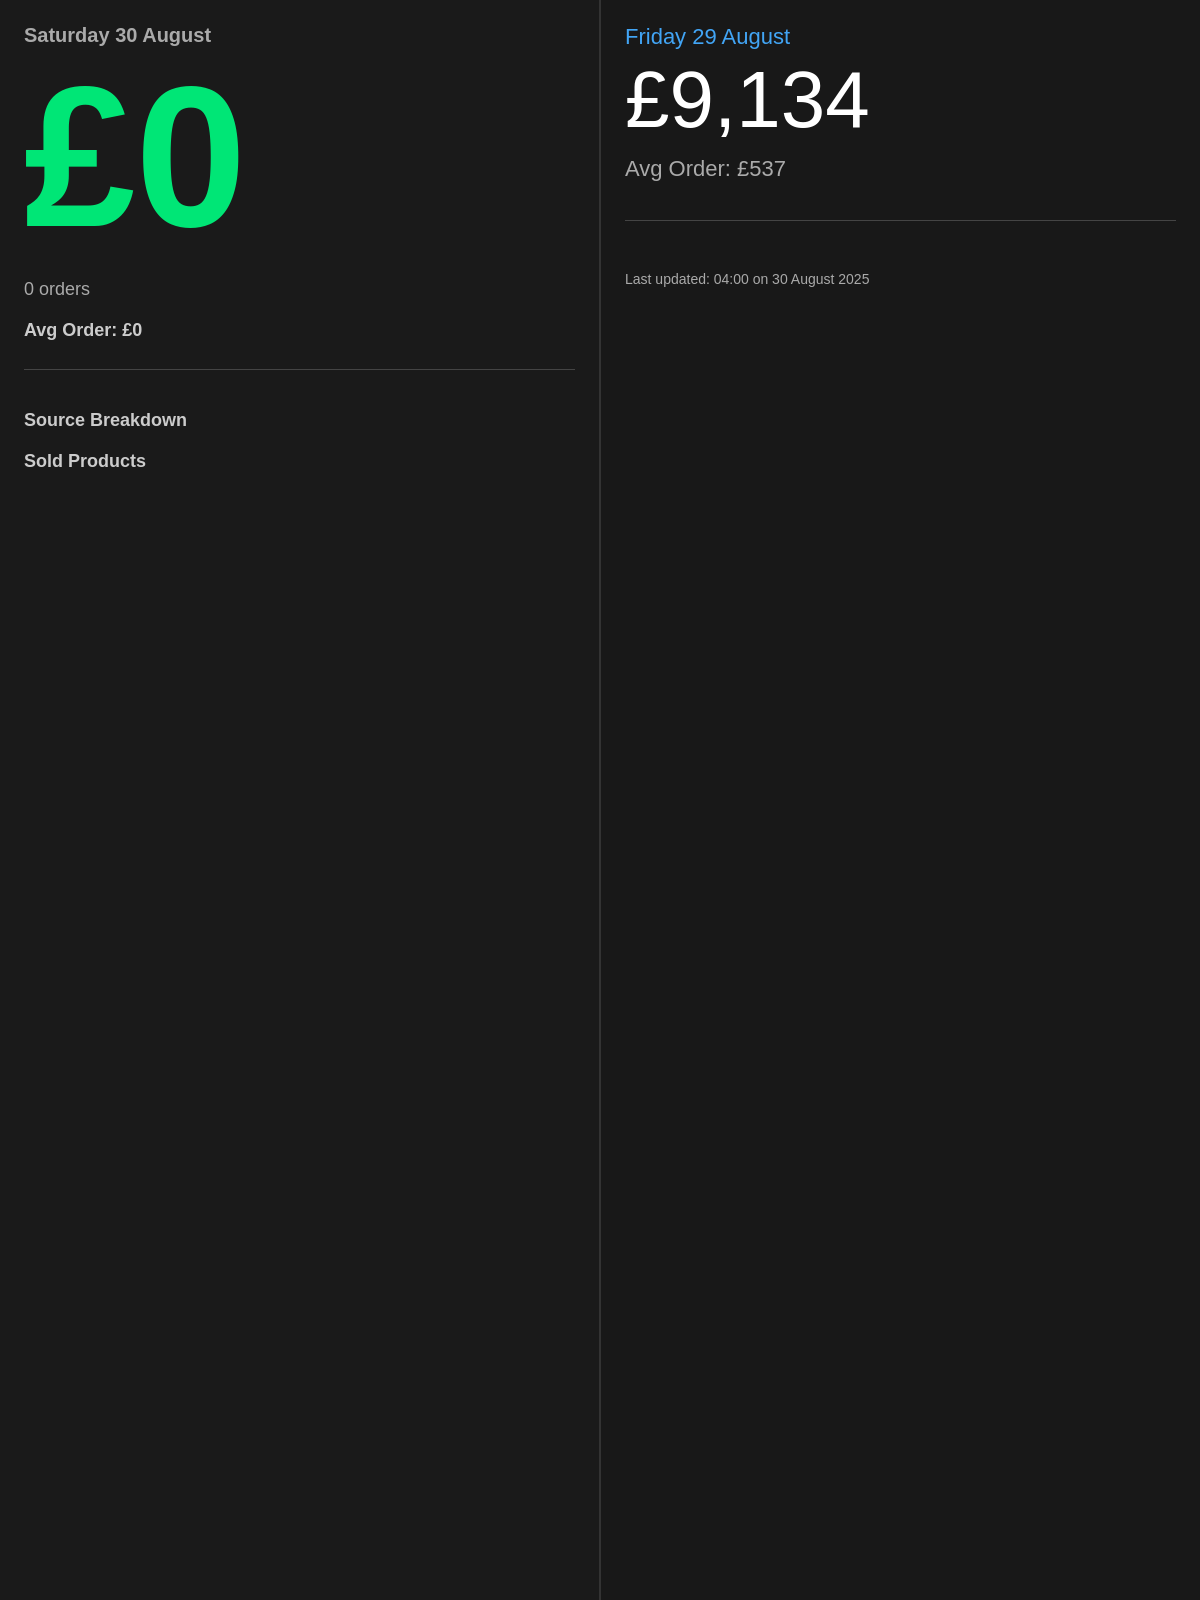 Saturday 30 August
£0
0 orders
Avg Order: £0
Source Breakdown
Sold Products
Friday 29 August
£9,134
Avg Order: £537
Last updated: 04:00 on 30 August 2025